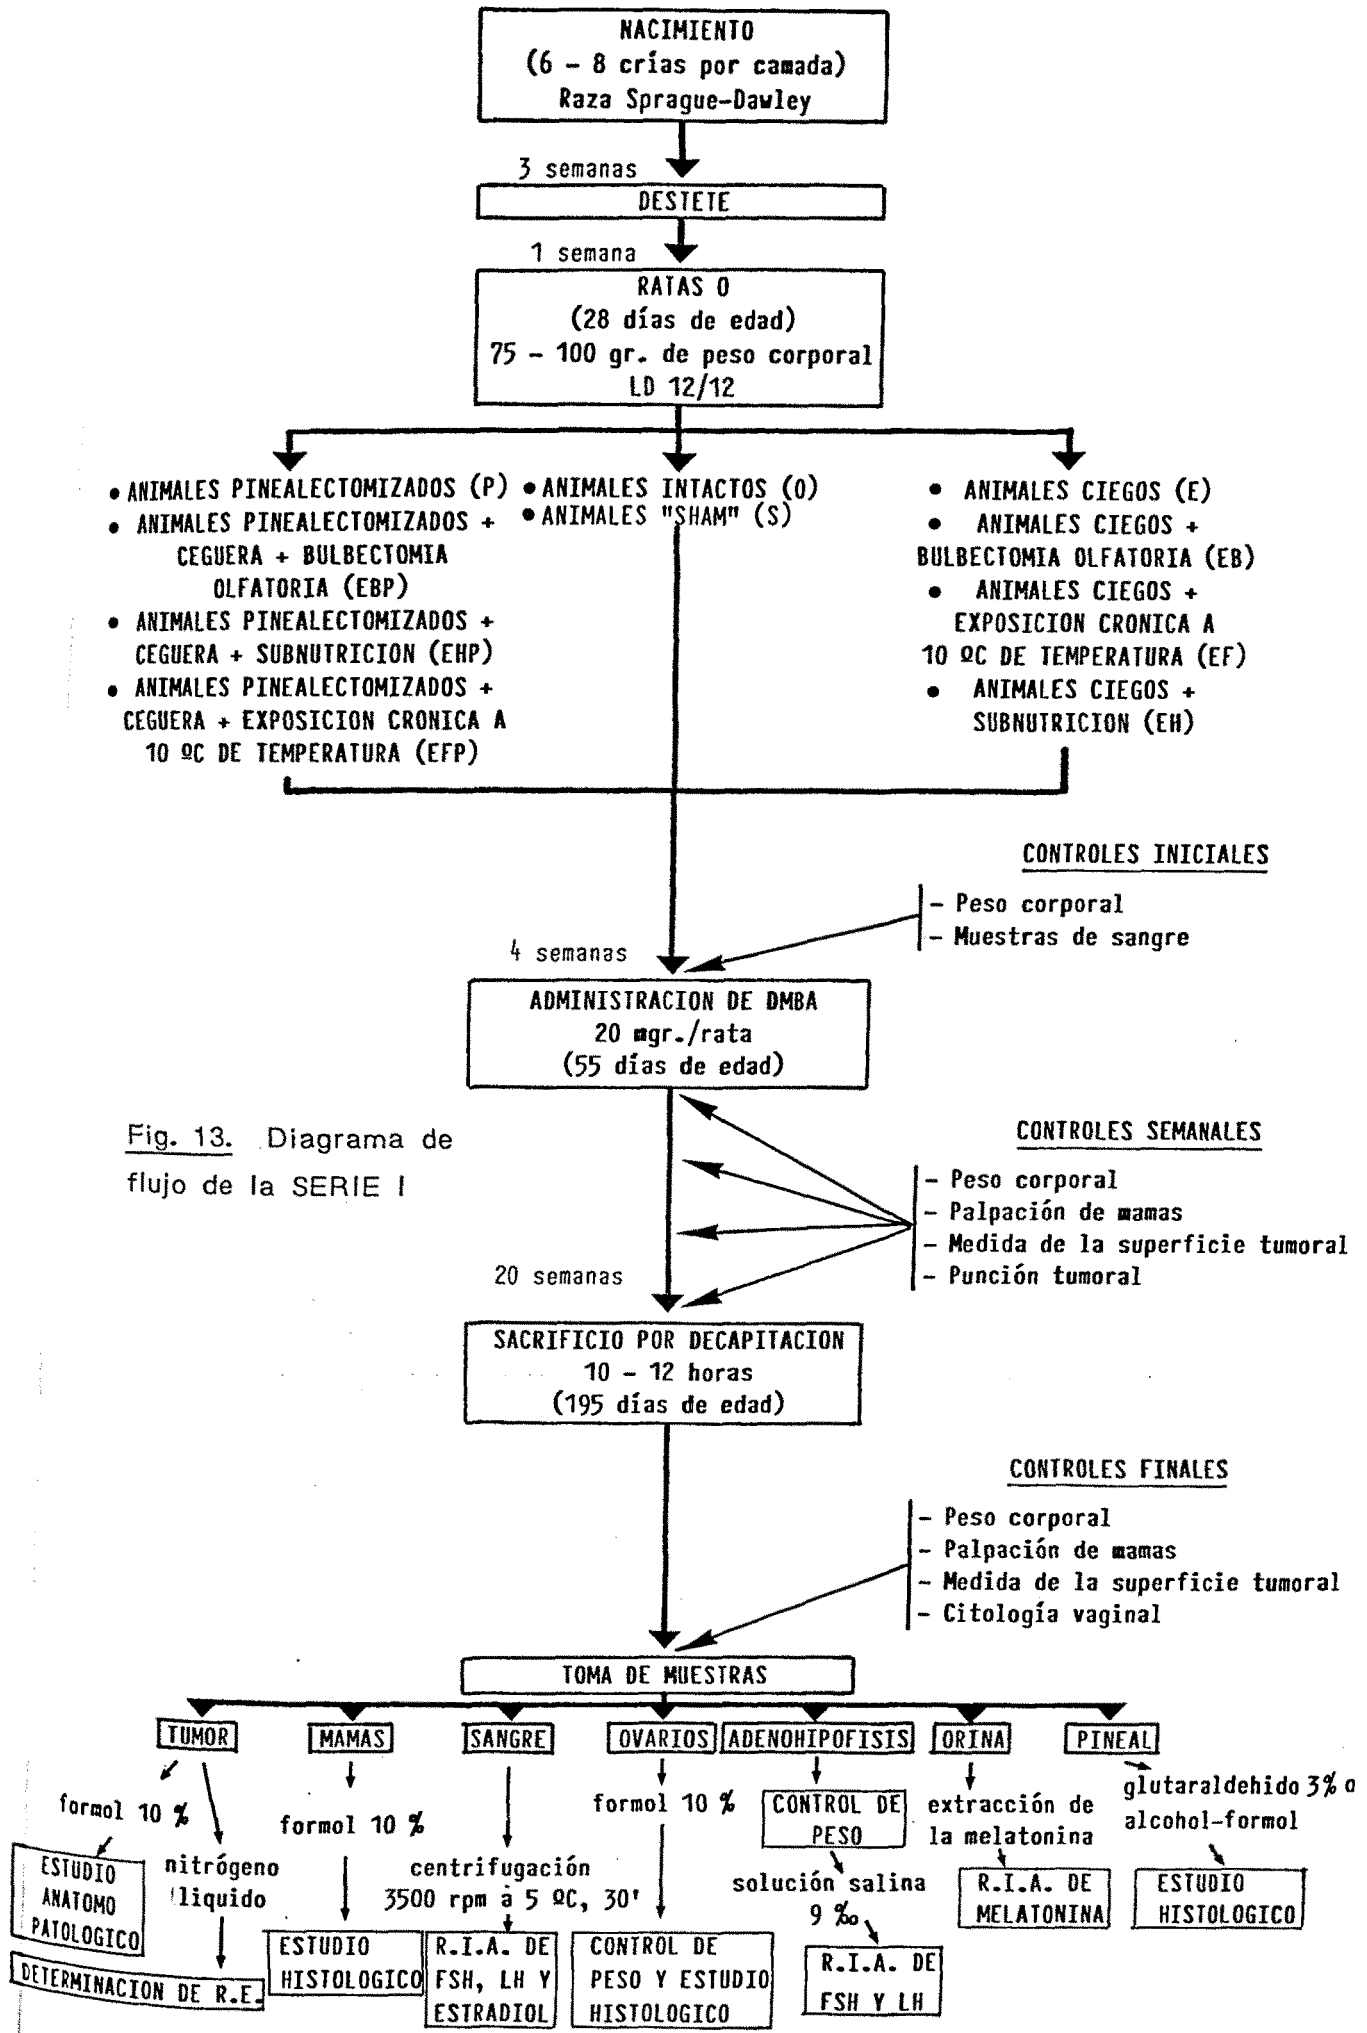 NACIMIENTO
(6 - 8 crías por camada)
Raza Sprague-Dawley
3 semanas
DESTETE
1 semana
RATAS O
(28 días de edad)
75 - 100 gr. de peso corporal
LD 12/12
• ANIMALES PINEALECTOMIZADOS (P)
• ANIMALES PINEALECTOMIZADOS +
CEGUERA + BULBECTOMIA
OLFATORIA (EBP)
• ANIMALES PINEALECTOMIZADOS +
CEGUERA + SUBNUTRICION (EHP)
• ANIMALES PINEALECTOMIZADOS +
CEGUERA + EXPOSICION CRONICA A
10 ºC DE TEMPERATURA (EFP)
• ANIMALES INTACTOS (O)
• ANIMALES "SHAM" (S)
• ANIMALES CIEGOS (E)
• ANIMALES CIEGOS +
BULBECTOMIA OLFATORIA (EB)
• ANIMALES CIEGOS +
EXPOSICION CRONICA A
10 ºC DE TEMPERATURA (EF)
• ANIMALES CIEGOS +
SUBNUTRICION (EH)
CONTROLES INICIALES
- Peso corporal
- Muestras de sangre
4 semanas
ADMINISTRACION DE DMBA
20 mgr./rata
(55 días de edad)
Fig. 13. Diagrama de
flujo de la SERIE I
CONTROLES SEMANALES
- Peso corporal
- Palpación de mamas
- Medida de la superficie tumoral
- Punción tumoral
20 semanas
SACRIFICIO POR DECAPITACION
10 - 12 horas
(195 días de edad)
CONTROLES FINALES
- Peso corporal
- Palpación de mamas
- Medida de la superficie tumoral
- Citología vaginal
TOMA DE MUESTRAS
TUMOR
formol 10 %
ESTUDIO
ANATOMO
PATOLOGICO
nitrógeno
liquido
DETERMINACION DE R.E.
MAMAS
formol 10 %
ESTUDIO
HISTOLOGICO
SANGRE
centrifugación
3500 rpm à 5 ºC, 30'
R.I.A. DE
FSH, LH Y
ESTRADIOL
OVARIOS
formol 10 %
CONTROL DE
PESO Y ESTUDIO
HISTOLOGICO
ADENOHIPOFISIS
CONTROL DE
PESO
solución salina
9 ‰
R.I.A. DE
FSH Y LH
ORINA
extracción de
la melatonina
R.I.A. DE
MELATONINA
PINEAL
glutaraldehido 3% o
alcohol-formol
ESTUDIO
HISTOLOGICO